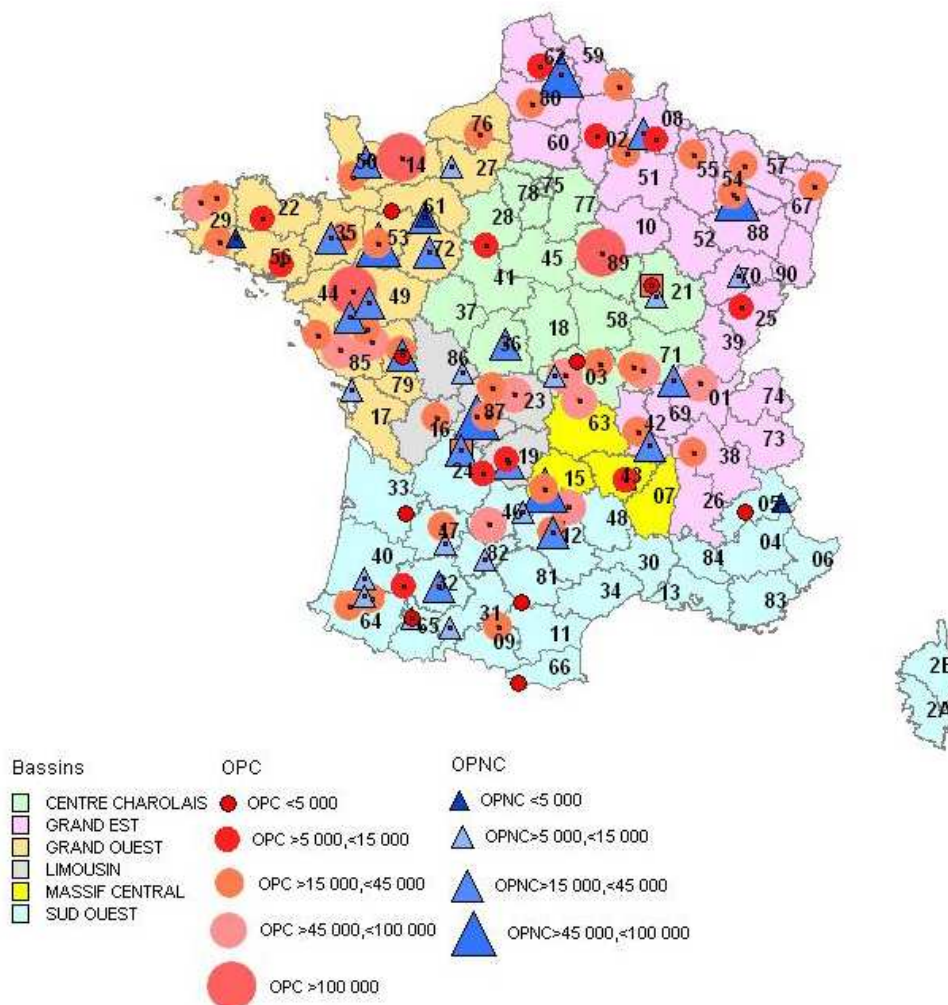 62 59
80
76 08
60 02 57
50 14 27 51 55 54
75 67
78 77
61 28 10 88
29 22 35 53 52
72 45 89 70 90
56 41 21
44 49 37 25
18 58 39
36
85 86 71
79 03 01 74
23 69
17 87 63 42
16 73
19 38
24 15 43
33 07 26 05
46 48
47 12
40 82 30 84 04 06
32 81 34 13
83
64 65 31
09 11
66
2B
2A
Bassins
CENTRE CHAROLAIS
GRAND EST
GRAND OUEST
LIMOUSIN
MASSIF CENTRAL
SUD OUEST
OPC
OPC <5 000
OPC >5 000,<15 000
OPC >15 000,<45 000
OPC >45 000,<100 000
OPC >100 000
OPNC
OPNC <5 000
OPNC>5 000,<15 000
OPNC>15 000,<45 000
OPNC>45 000,<100 000